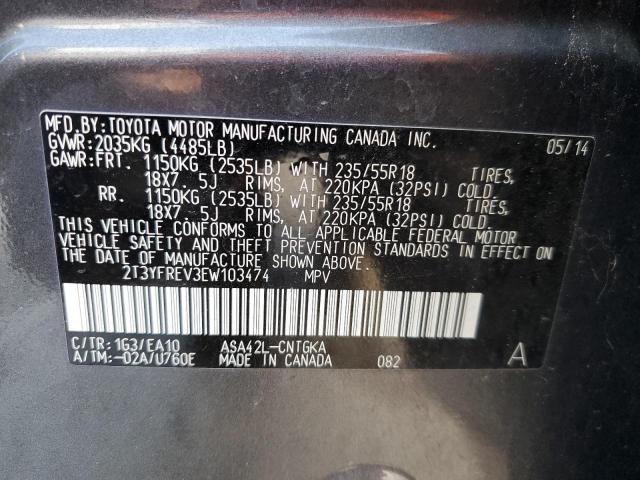 MFD.BY:TOYOTA MOTOR MANUFACTURING CANADA INC. 05/14
GVWR:2035KG (4485LB)
GAWR:FRT. 1150KG (2535LB) WITH 235/55R18 TIRES,
18X7.5J RIMS, AT 220KPA (32PSI) COLD.
RR. 1150KG (2535LB) WITH 235/55R18 TIRES,
18X7.5J RIMS, AT 220KPA (32PSI) COLD.
THIS VEHICLE CONFORMS TO ALL APPLICABLE FEDERAL MOTOR
VEHICLE SAFETY AND THEFT PREVENTION STANDARDS IN EFFECT ON
THE DATE OF MANUFACTURE SHOWN ABOVE.
2T3YFREV3EW103474 MPV
C/TR:1G3/EA10 ASA42L-CNTGKA
A/TM:-02A/U760E MADE IN CANADA 082 A